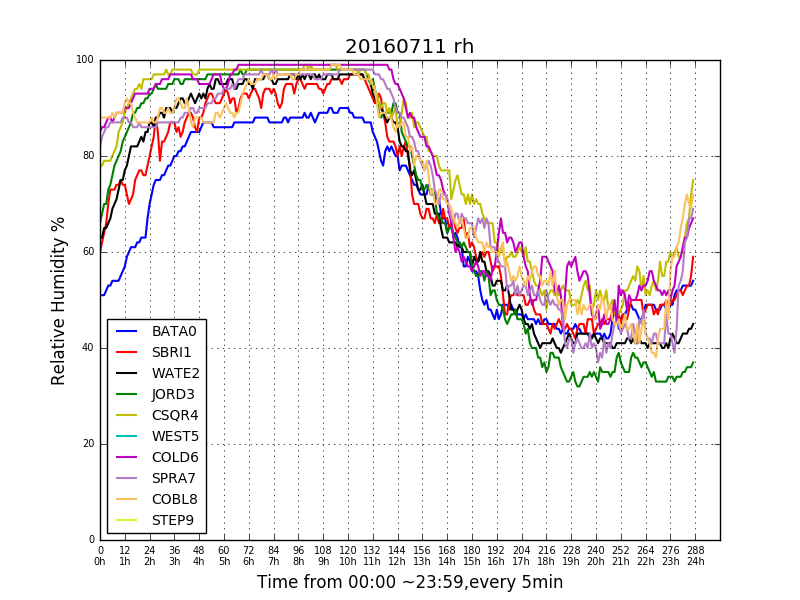 20160711 rh
Relative Humidity %
100
80
60
40
20
0
BATA0
SBRI1
WATE2
JORD3
CSQR4
WEST5
COLD6
SPRA7
COBL8
STEP9
0 12 24 36 48 60 72 84 96 108 120 132 144 156 168 180 192 204 216 228 240 252 264 276 288
0h 1h 2h 3h 4h 5h 6h 7h 8h 9h 10h 11h 12h 13h 14h 15h 16h 17h 18h 19h 20h 21h 22h 23h 24h
Time from 00:00 ~23:59,every 5min